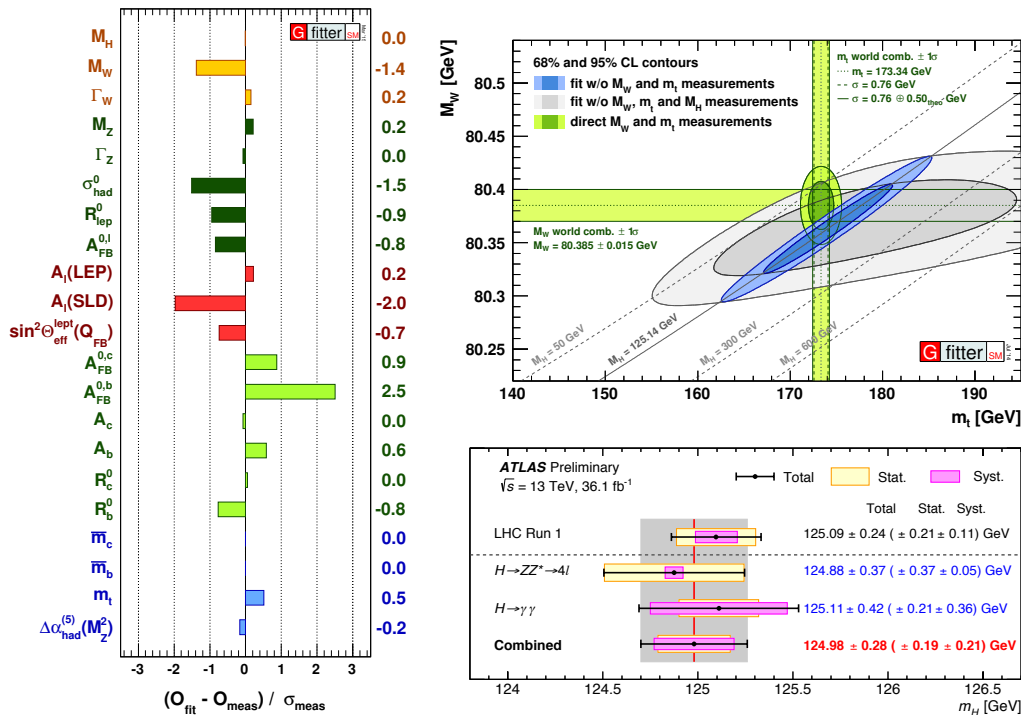 G fitter SM
M_H 0.0
M_W -1.4
Γ_W 0.2
M_Z 0.2
Γ_Z 0.0
σ^0_had -1.5
R^0_lep -0.9
A^{0,l}_FB -0.8
A_l(LEP) 0.2
A_l(SLD) -2.0
sin²Θ^lept_eff(Q_FB) -0.7
A^{0,c}_FB 0.9
A^{0,b}_FB 2.5
A_c 0.0
A_b 0.6
R^0_c 0.0
R^0_b -0.8
m̅_c 0.0
m̅_b 0.0
m_t 0.5
Δα^(5)_had(M²_Z) -0.2
-3 -2 -1 0 1 2 3
(O_fit - O_meas) / σ_meas
M_W [GeV]
80.5
80.45
80.4
80.35
80.3
80.25
68% and 95% CL contours
fit w/o M_W and m_t measurements
fit w/o M_W, m_t and M_H measurements
direct M_W and m_t measurements
m_t world comb. ± 1σ
m_t = 173.34 GeV
σ = 0.76 GeV
σ = 0.76 ⊕ 0.50_theo GeV
M_W world comb. ± 1σ
M_W = 80.385 ± 0.015 GeV
M_H = 50 GeV
M_H = 125.14 GeV
M_H = 300 GeV
M_H = 600 GeV
G fitter SM
140 150 160 170 180 190
m_t [GeV]
ATLAS Preliminary
√s = 13 TeV, 36.1 fb⁻¹
Total Stat. Syst.
Total Stat. Syst.
LHC Run 1 125.09 ± 0.24 ( ± 0.21 ± 0.11) GeV
H→ZZ*→4l 124.88 ± 0.37 ( ± 0.37 ± 0.05) GeV
H→γγ 125.11 ± 0.42 ( ± 0.21 ± 0.36) GeV
Combined 124.98 ± 0.28 ( ± 0.19 ± 0.21) GeV
124 124.5 125 125.5 126 126.5
m_H [GeV]